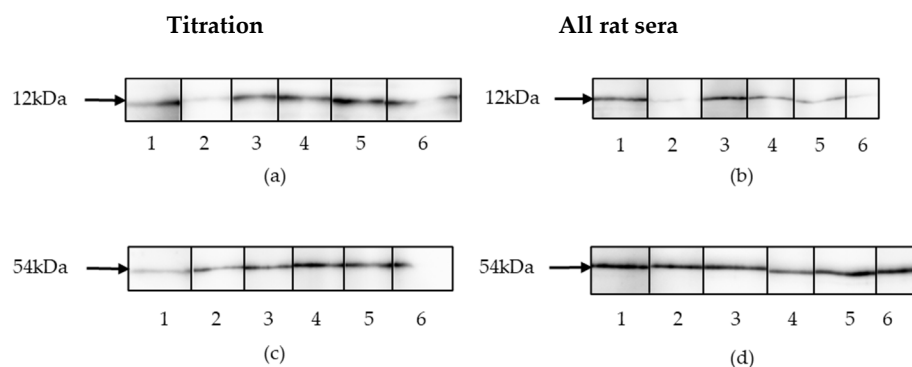 Titration
All rat sera
12kDa
1 2 3 4 5 6
(a)
12kDa
1 2 3 4 5 6
(b)
54kDa
1 2 3 4 5 6
(c)
54kDa
1 2 3 4 5 6
(d)